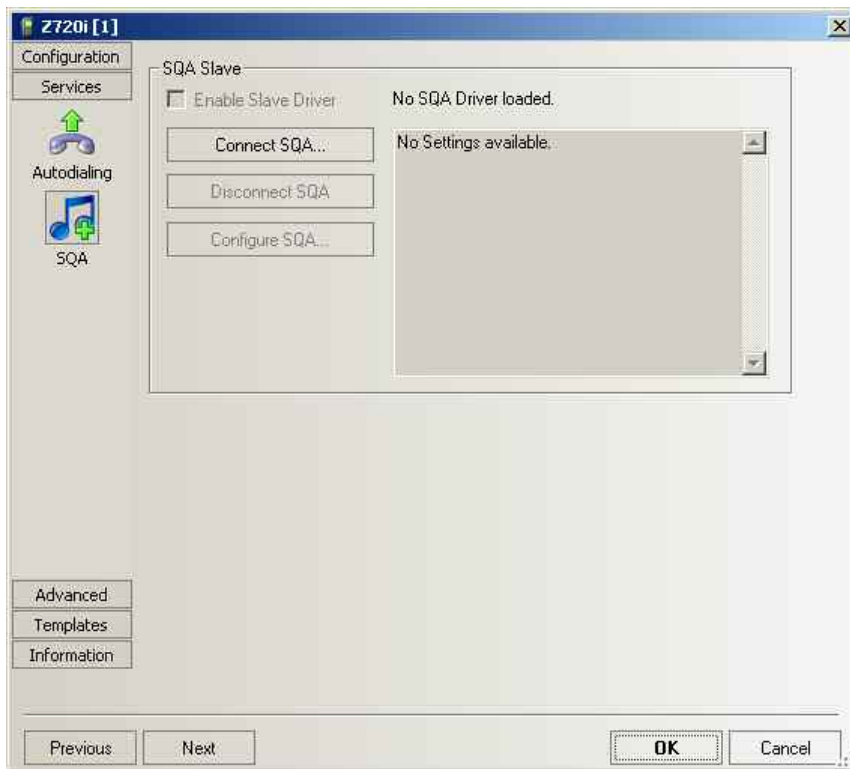 Z720i [1]
Configuration
Services
Autodialing
SQA
Advanced
Templates
Information
SQA Slave
Enable Slave Driver
No SQA Driver loaded.
Connect SQA...
Disconnect SQA
Configure SQA...
No Settings available.
Previous
Next
OK
Cancel